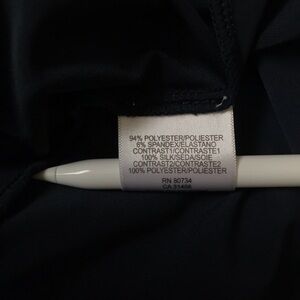 94% POLYESTER/POLIESTER
6% SPANDEX/ELASTANO
CONTRAST1/CONTRASTE1
100% SILK/SEDA/SOIE
CONTRAST2/CONTRASTE2
100% POLYESTER/POLIESTER
RN 80734
CA 31456